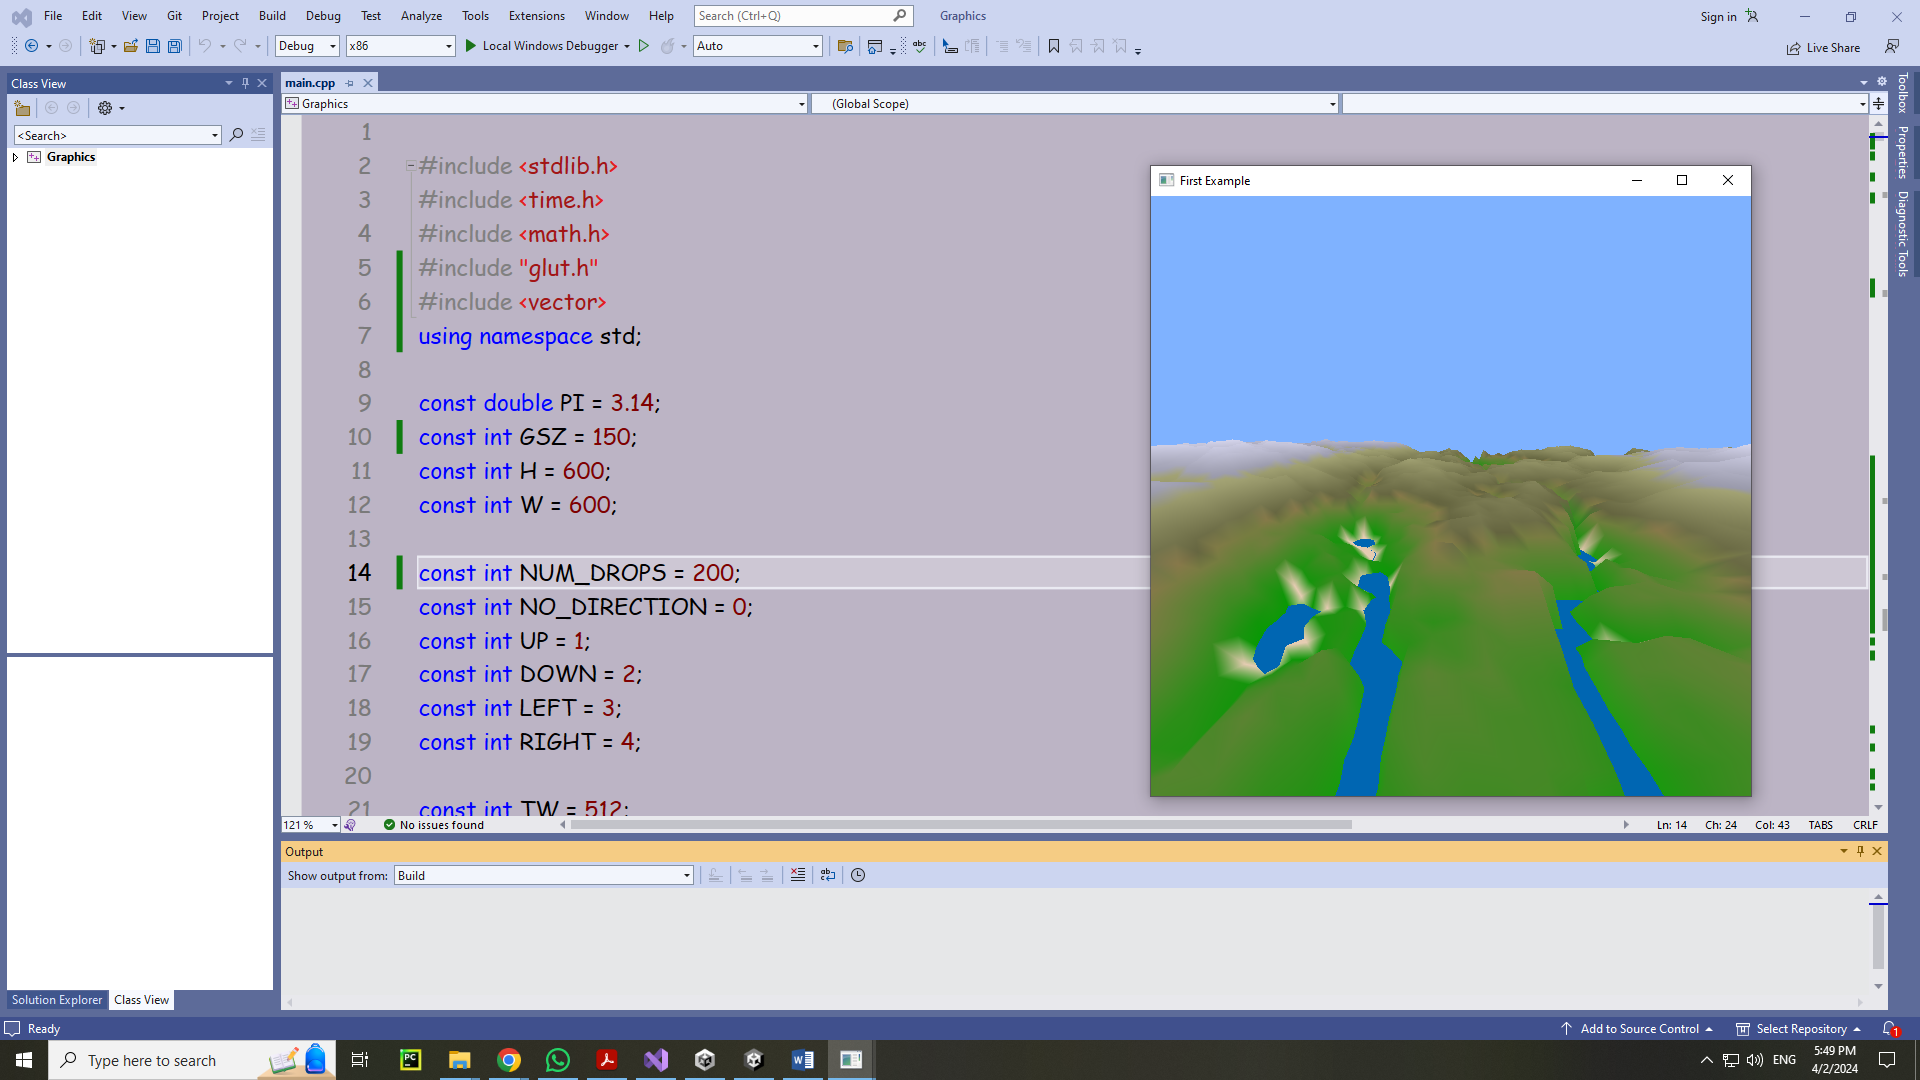 File Edit View Git Project Build Debug Test Analyze Tools Extensions Window Help Search (Ctrl+Q) Graphics Sign in
Debug x86 Local Windows Debugger Auto Live Share
Class View
<Search>
Graphics
Solution Explorer Class View
main.cpp
Graphics (Global Scope)
1
2 #include <stdlib.h>
3 #include <time.h>
4 #include <math.h>
5 #include "glut.h"
6 #include <vector>
7 using namespace std;
8
9 const double PI = 3.14;
10 const int GSZ = 150;
11 const int H = 600;
12 const int W = 600;
13
14 const int NUM_DROPS = 200;
15 const int NO_DIRECTION = 0;
16 const int UP = 1;
17 const int DOWN = 2;
18 const int LEFT = 3;
19 const int RIGHT = 4;
20
21 const int TW = 512;
First Example
Toolbox
Properties
Diagnostic Tools
121 % No issues found Ln: 14 Ch: 24 Col: 43 TABS CRLF
Output
Show output from: Build
Ready Add to Source Control Select Repository 1
Type here to search PC ENG 5:49 PM
4/2/2024